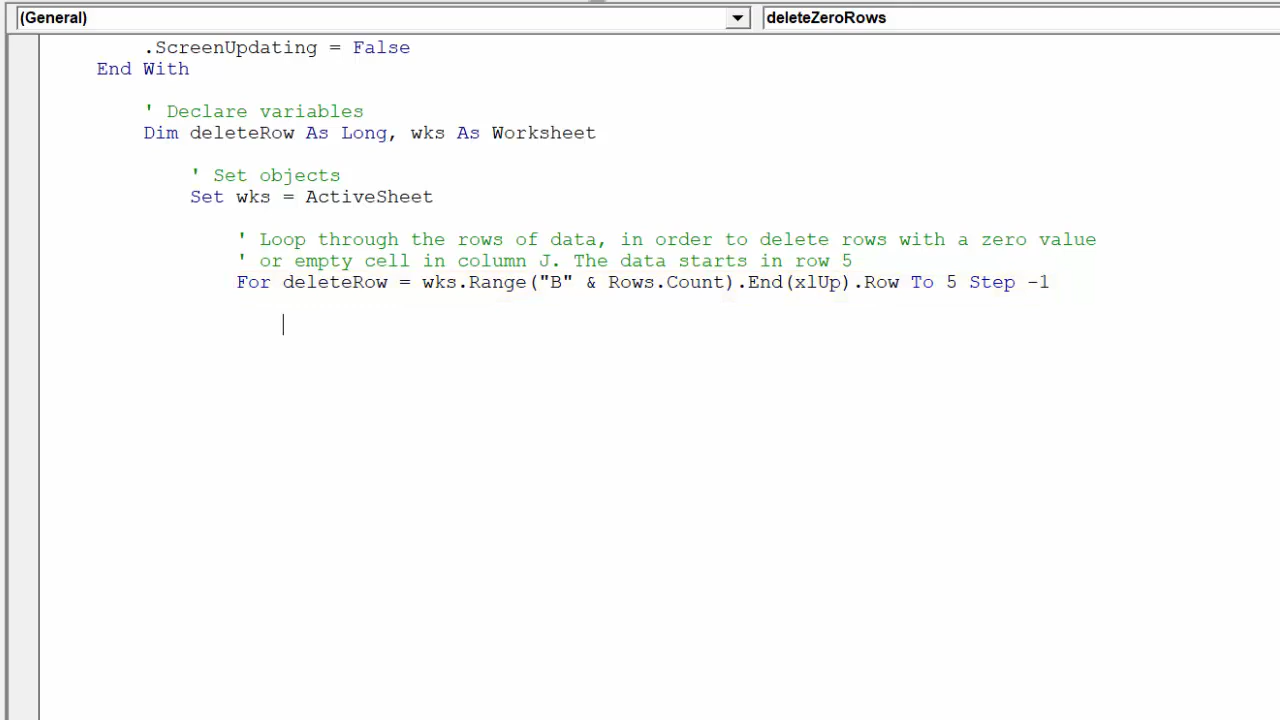 (General)
deleteZeroRows
.ScreenUpdating = False
End With
' Declare variables
Dim deleteRow As Long, wks As Worksheet
' Set objects
Set wks = ActiveSheet
' Loop through the rows of data, in order to delete rows with a zero value
' or empty cell in column J. The data starts in row 5
For deleteRow = wks.Range("B" & Rows.Count).End(xlUp).Row To 5 Step -1